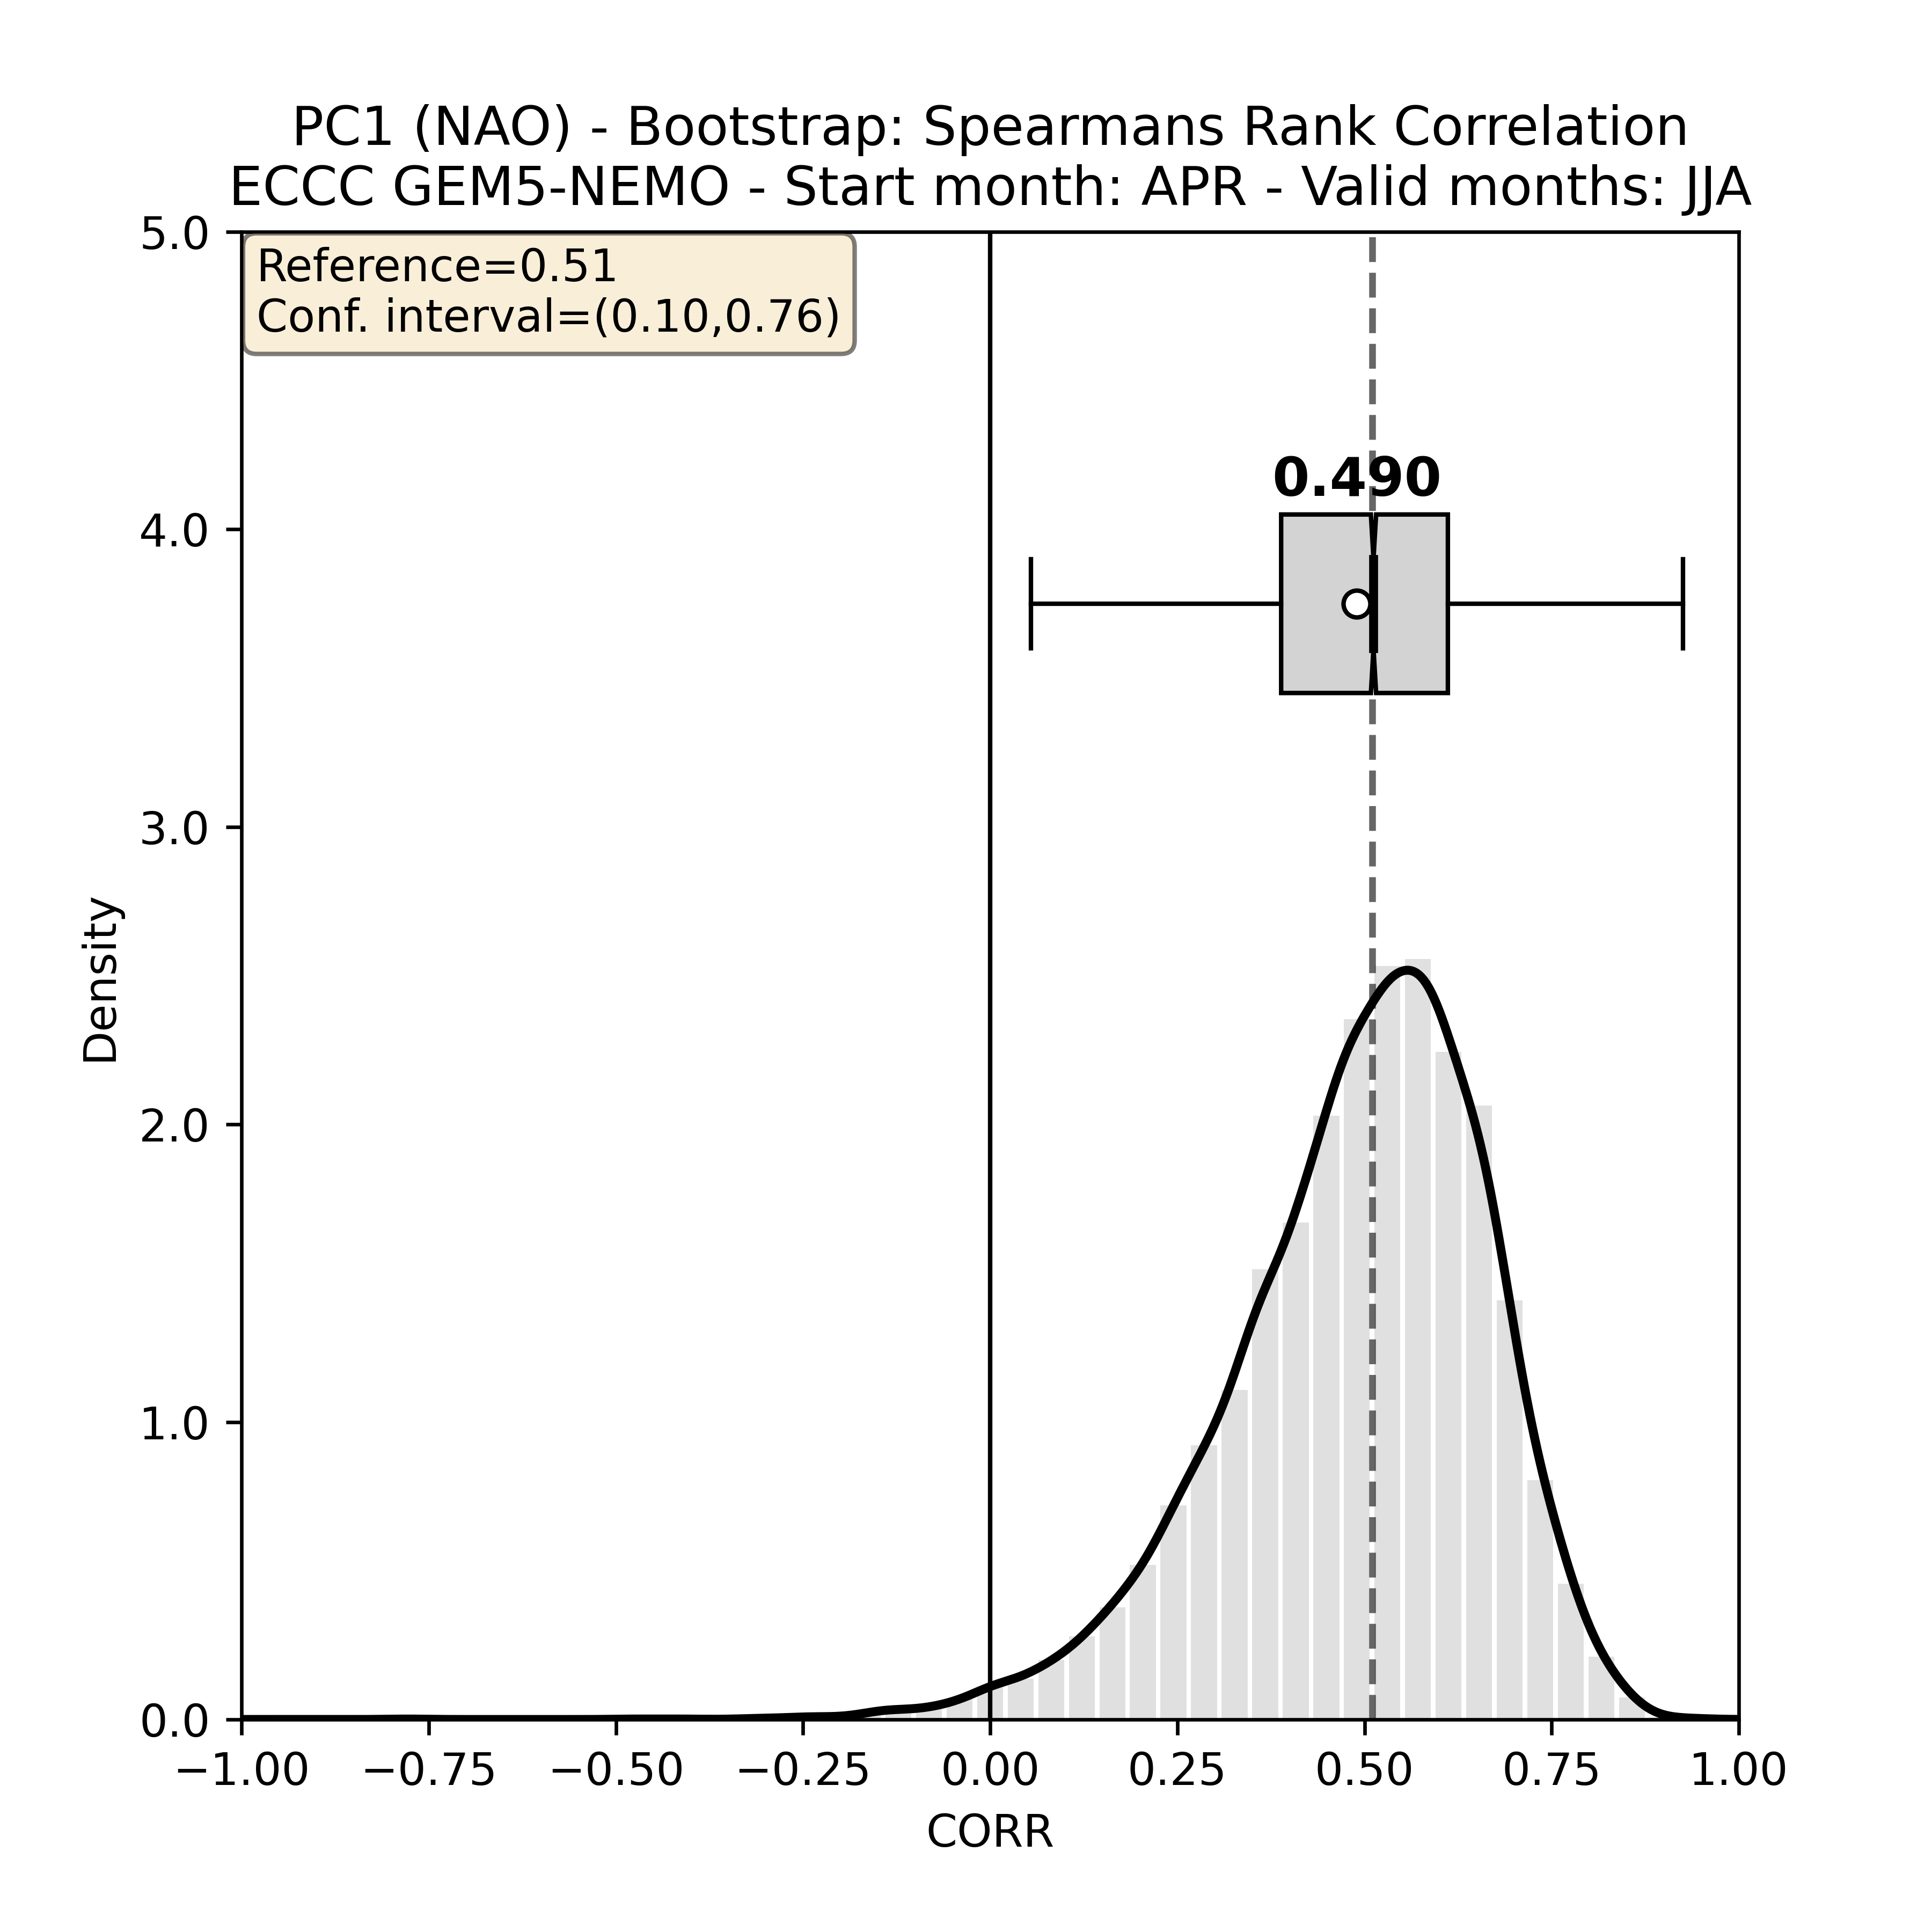 PC1 (NAO) - Bootstrap: Spearmans Rank Correlation
ECCC GEM5-NEMO - Start month: APR - Valid months: JJA
Reference=0.51
Conf. interval=(0.10,0.76)
0.490
5.0
4.0
3.0
2.0
1.0
0.0
Density
−1.00 −0.75 −0.50 −0.25 0.00 0.25 0.50 0.75 1.00
CORR